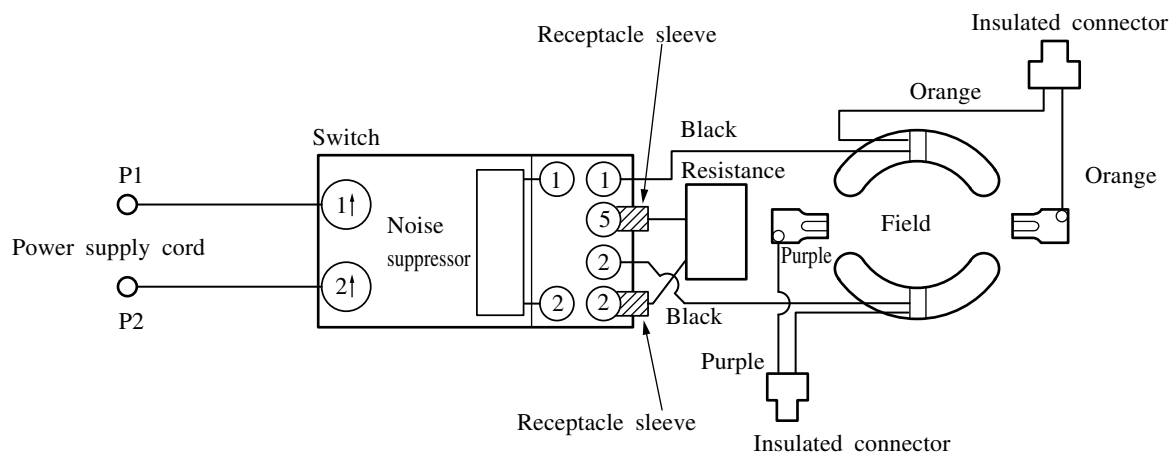 Insulated connector
Receptacle sleeve
Orange
Black
Switch
Resistance
P1
1↑
1
1
Orange
5
Noise
suppressor
Field
Power supply cord
Purple
2
2↑
2
2
P2
Black
Purple
Receptacle sleeve
Insulated connector